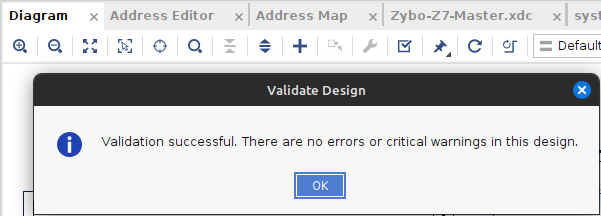 Diagram Address Editor Address Map Zybo-Z7-Master.xdc syst
Default
Validate Design
Validation successful. There are no errors or critical warnings in this design.
OK